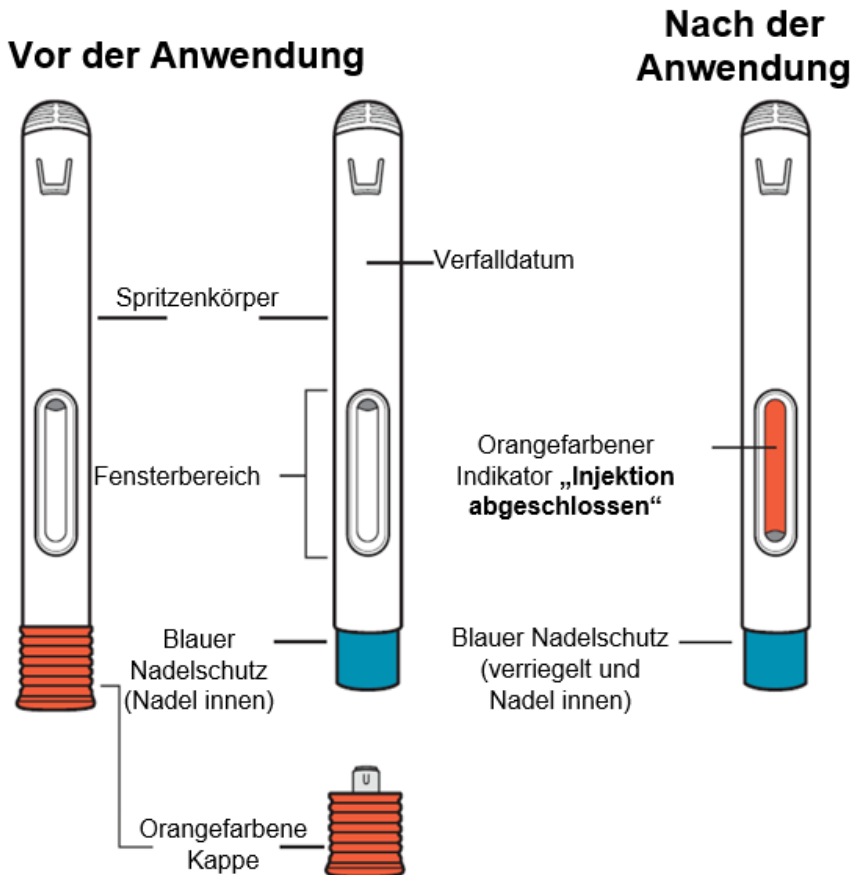 Vor der Anwendung
Nach der
Anwendung
Verfalldatum
Spritzenkörper
Fensterbereich
Orangefarbener
Indikator „Injektion
abgeschlossen“
Blauer
Nadelschutz
(Nadel innen)
Blauer Nadelschutz
(verriegelt und
Nadel innen)
U
Orangefarbene
Kappe